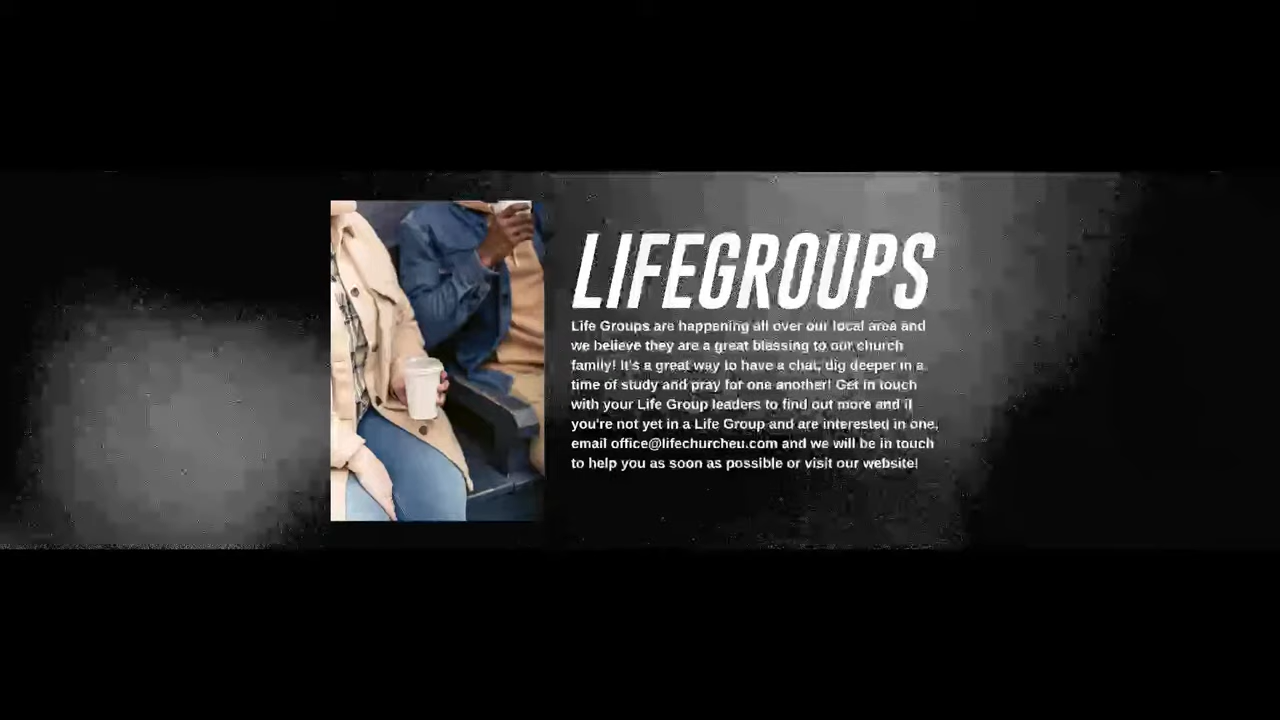 LIFEGROUPS
Life Groups are happening all over our local area and
we believe they are a great blessing to our church
family! It's a great way to have a chat, dig deeper in a
time of study and pray for one another! Get in touch
with your Life Group leaders to find out more and if
you're not yet in a Life Group and are interested in one,
email office@lifechurcheu.com and we will be in touch
to help you as soon as possible or visit our website!